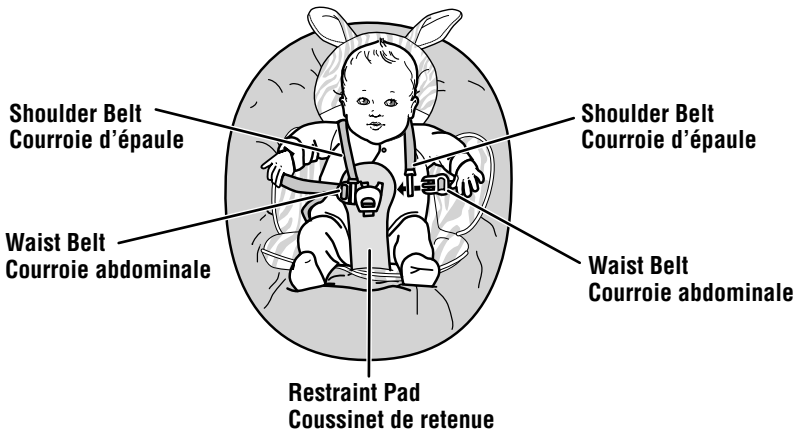 Shoulder Belt
Courroie d'épaule
Shoulder Belt
Courroie d'épaule
Waist Belt
Courroie abdominale
Waist Belt
Courroie abdominale
Restraint Pad
Coussinet de retenue